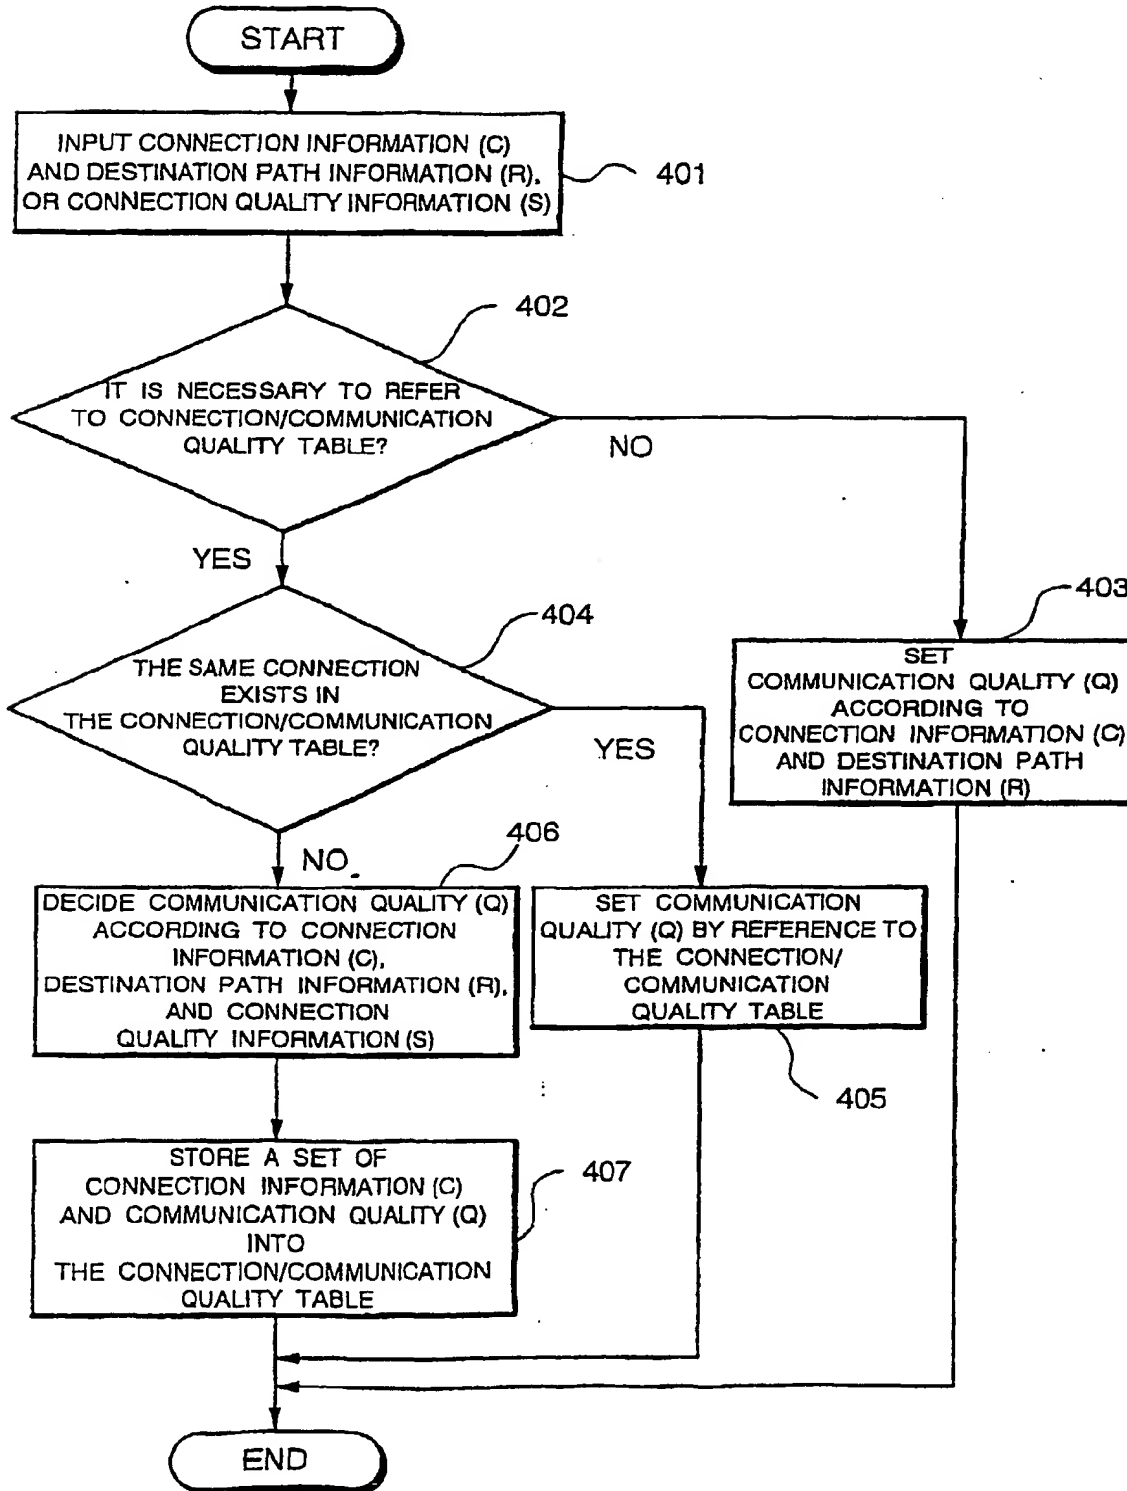 START
INPUT CONNECTION INFORMATION (C)
AND DESTINATION PATH INFORMATION (R),
OR CONNECTION QUALITY INFORMATION (S)
401
402
IT IS NECESSARY TO REFER
TO CONNECTION/COMMUNICATION
QUALITY TABLE?
NO
YES
403
SET
COMMUNICATION QUALITY (Q)
ACCORDING TO
CONNECTION INFORMATION (C)
AND DESTINATION PATH
INFORMATION (R)
404
THE SAME CONNECTION
EXISTS IN
THE CONNECTION/COMMUNICATION
QUALITY TABLE?
YES
NO
406
DECIDE COMMUNICATION QUALITY (Q)
ACCORDING TO CONNECTION
INFORMATION (C),
DESTINATION PATH INFORMATION (R),
AND CONNECTION
QUALITY INFORMATION (S)
SET COMMUNICATION
QUALITY (Q) BY REFERENCE TO
THE CONNECTION/
COMMUNICATION
QUALITY TABLE
405
STORE A SET OF
CONNECTION INFORMATION (C)
AND COMMUNICATION QUALITY (Q)
INTO
THE CONNECTION/COMMUNICATION
QUALITY TABLE
407
END